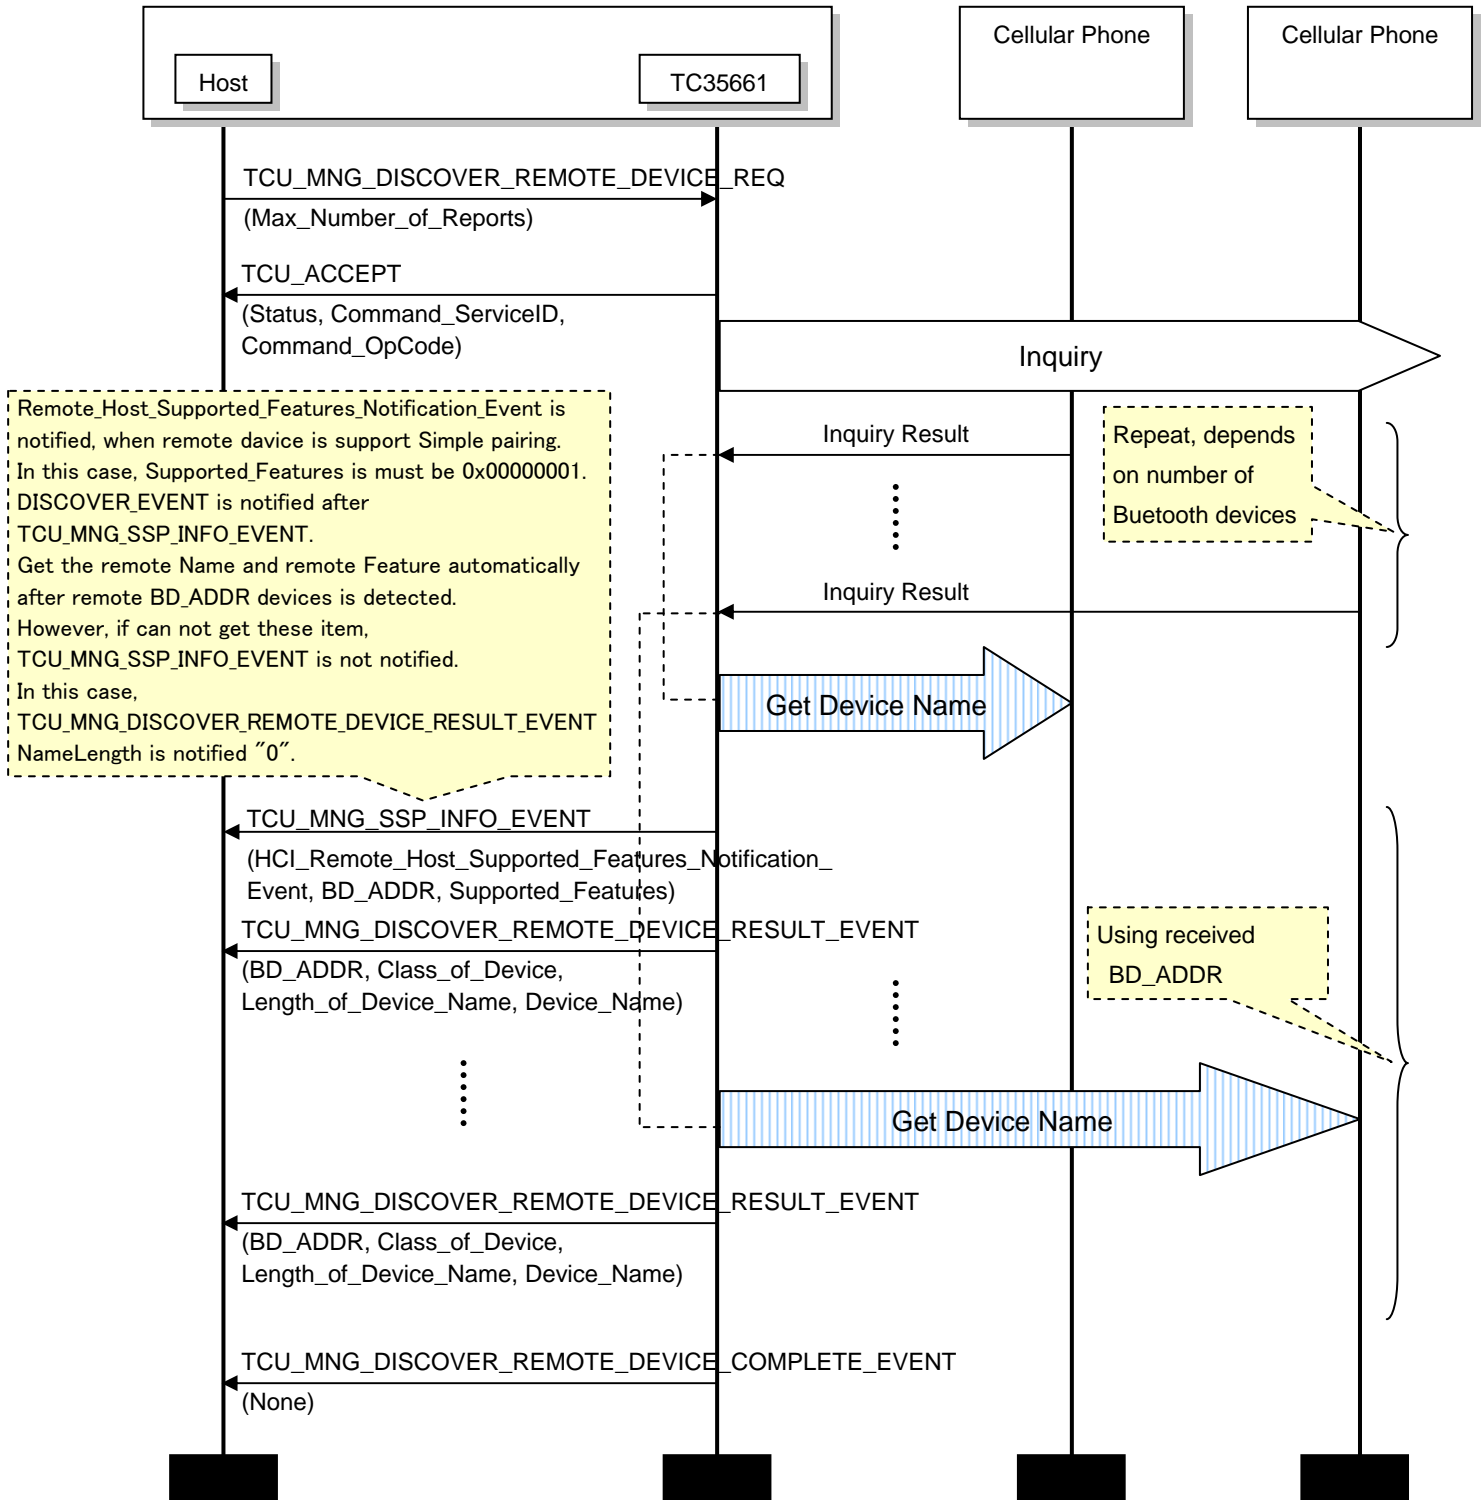 Host
TC35661
Cellular Phone
Cellular Phone
TCU_MNG_DISCOVER_REMOTE_DEVICE_REQ
(Max_Number_of_Reports)
TCU_ACCEPT
(Status, Command_ServiceID,
Command_OpCode)
Inquiry
Remote_Host_Supported_Features_Notification_Event is
notified, when remote davice is support Simple pairing.
In this case, Supported_Features is must be 0x00000001.
DISCOVER_EVENT is notified after
TCU_MNG_SSP_INFO_EVENT.
Get the remote Name and remote Feature automatically
after remote BD_ADDR devices is detected.
However, if can not get these item,
TCU_MNG_SSP_INFO_EVENT is not notified.
In this case,
TCU_MNG_DISCOVER_REMOTE_DEVICE_RESULT_EVENT
NameLength is notified "0".
Inquiry Result
Repeat, depends
on number of
Buetooth devices
Inquiry Result
Get Device Name
TCU_MNG_SSP_INFO_EVENT
(HCI_Remote_Host_Supported_Features_Notification_
Event, BD_ADDR, Supported_Features)
TCU_MNG_DISCOVER_REMOTE_DEVICE_RESULT_EVENT
(BD_ADDR, Class_of_Device,
Length_of_Device_Name, Device_Name)
Using received
BD_ADDR
Get Device Name
TCU_MNG_DISCOVER_REMOTE_DEVICE_RESULT_EVENT
(BD_ADDR, Class_of_Device,
Length_of_Device_Name, Device_Name)
TCU_MNG_DISCOVER_REMOTE_DEVICE_COMPLETE_EVENT
(None)